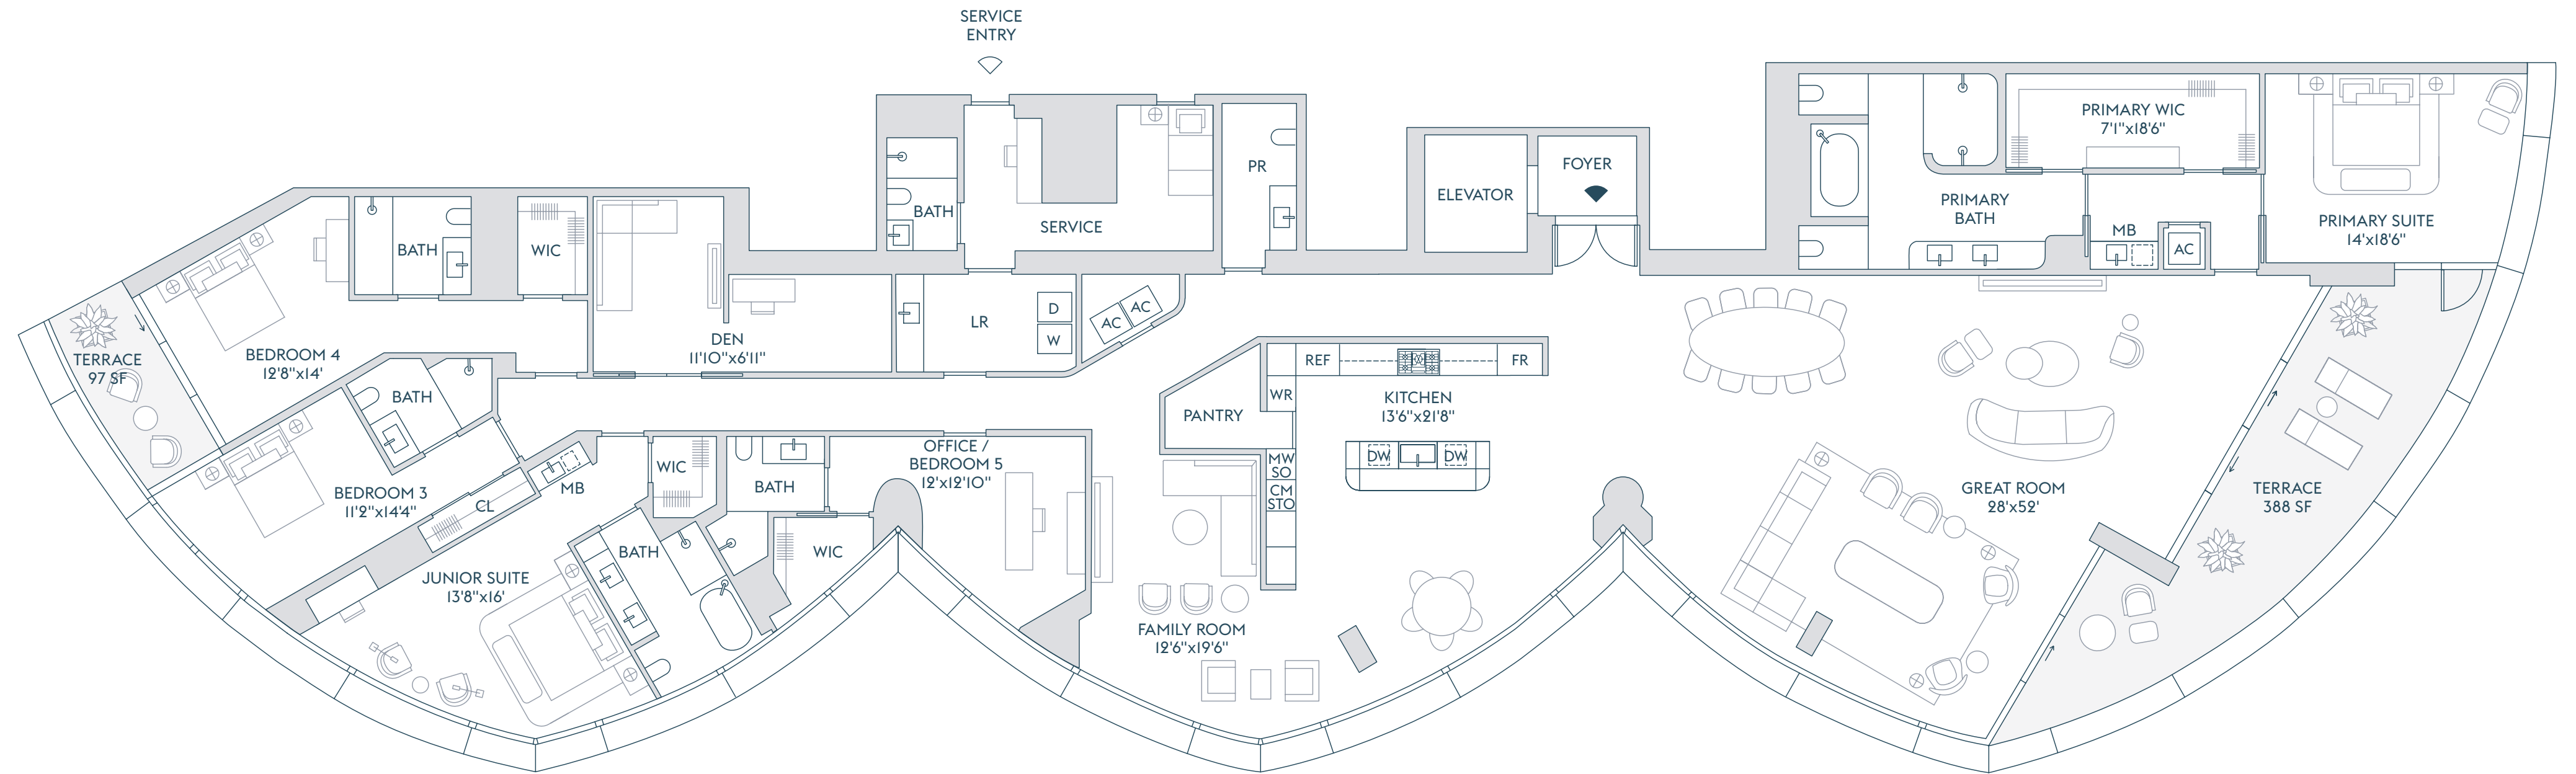 SERVICE
ENTRY
PRIMARY WIC
7'1"x18'6"
PR
FOYER
ELEVATOR
BATH
SERVICE
PRIMARY
BATH
MB
AC
PRIMARY SUITE
14'x18'6"
BATH
WIC
DEN
11'10"x6'11"
LR
D
W
AC
AC
TERRACE
97 SF
BEDROOM 4
12'8"x14'
BATH
REF
FR
WR
KITCHEN
13'6"x21'8"
PANTRY
DW
DW
MW
SO
CM
STO
OFFICE /
BEDROOM 5
12'x12'10"
WIC
BATH
MB
BEDROOM 3
11'2"x14'4"
CL
GREAT ROOM
28'x52'
TERRACE
388 SF
BATH
WIC
JUNIOR SUITE
13'8"x16'
FAMILY ROOM
12'6"x19'6"